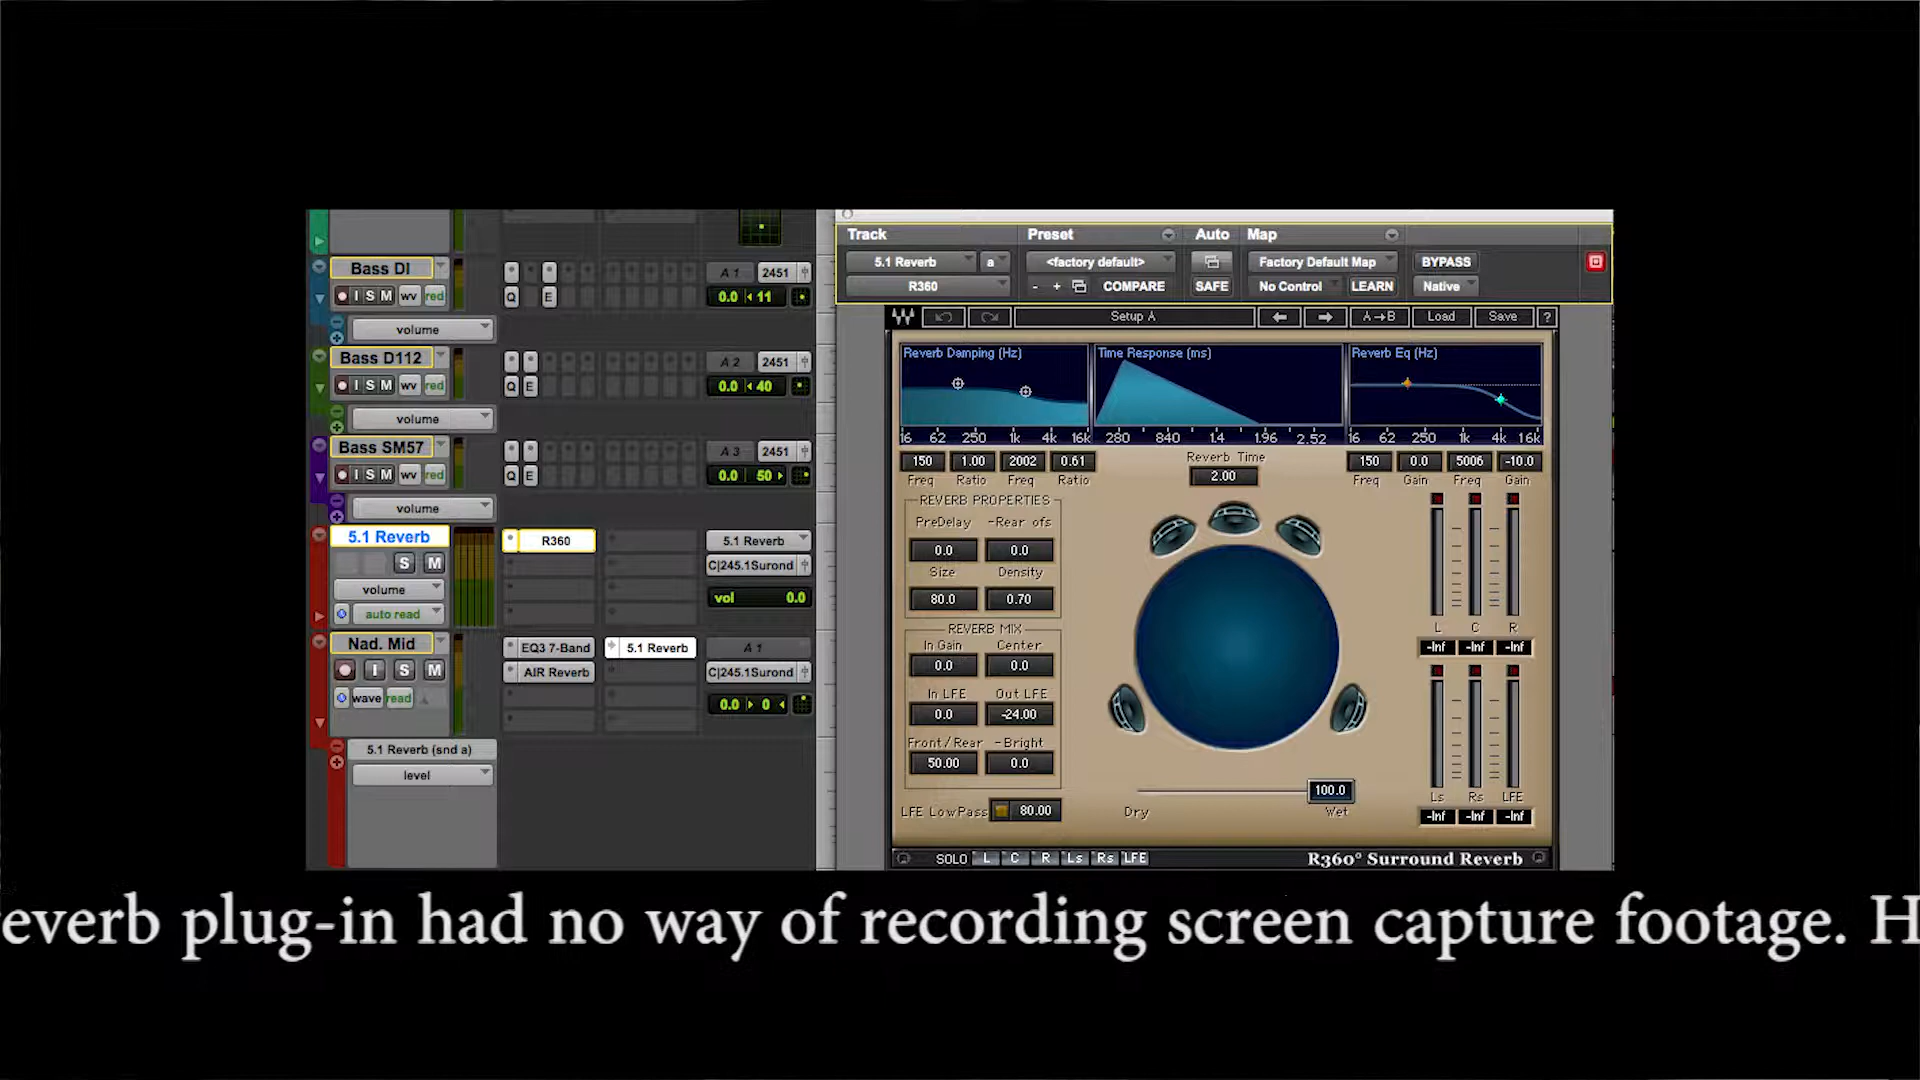 Bass DI
I S M wv red
volume
Q E
A 1 2451
0.0 11
Bass D112
I S M wv red
volume
Q E
A 2 2451
0.0 40
Bass SM57
I S M wv red
volume
Q E
A 3 2451
0.0 50
5.1 Reverb
S M
volume
auto read
R360
5.1 Reverb
C|245.1Surond
vol 0.0
Nad. Mid
I S M
wave read
EQ3 7-Band 5.1 Reverb
AIR Reverb
A 1
C|245.1Surond
0.0 0
5.1 Reverb (snd a)
level
Track Preset Auto Map
5.1 Reverb a <factory default> Factory Default Map BYPASS
R360 - + COMPARE SAFE No Control LEARN Native
Setup A A→B Load Save ?
Reverb Damping (Hz) Time Response (ms) Reverb Eq (Hz)
16 62 250 1k 4k 16k 280 840 1.4 1.96 2.52 16 62 250 1k 4k 16k
150 1.00 2002 0.61
Freq Ratio Freq Ratio
Reverb Time
2.00
150 0.0 5006 -10.0
Freq Gain Freq Gain
REVERB PROPERTIES
PreDelay -Rear ofs
0.0 0.0
Size Density
80.0 0.70
REVERB MIX
In Gain Center
0.0 0.0
In LFE Out LFE
0.0 -24.00
Front/Rear -Bright
50.00 0.0
LFE LowPass 80.00
100.0
Dry Wet
L C R
-Inf -Inf -Inf
Ls Rs LFE
-Inf -Inf -Inf
SOLO L C R Ls Rs LFE
R360° Surround Reverb
everb plug-in had no way of recording screen capture footage. H